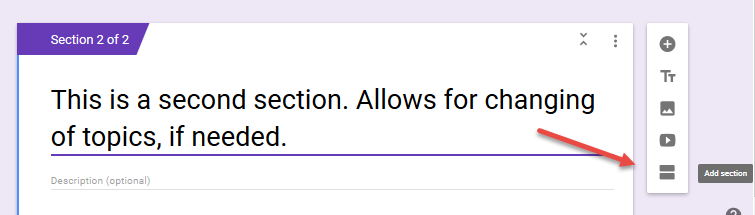 Section 2 of 2
This is a second section. Allows for changing
of topics, if needed.
Description (optional)
Tт
Add section
?